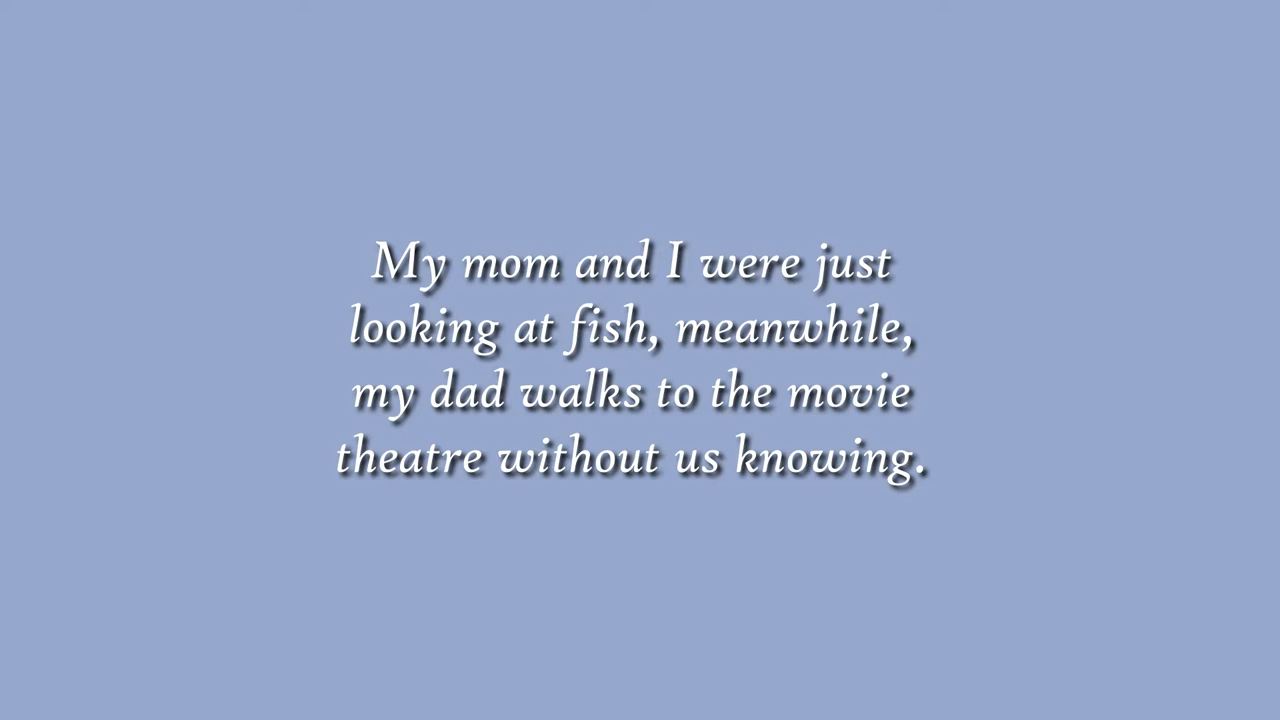 My mom and I were just
looking at fish, meanwhile,
my dad walks to the movie
theatre without us knowing.